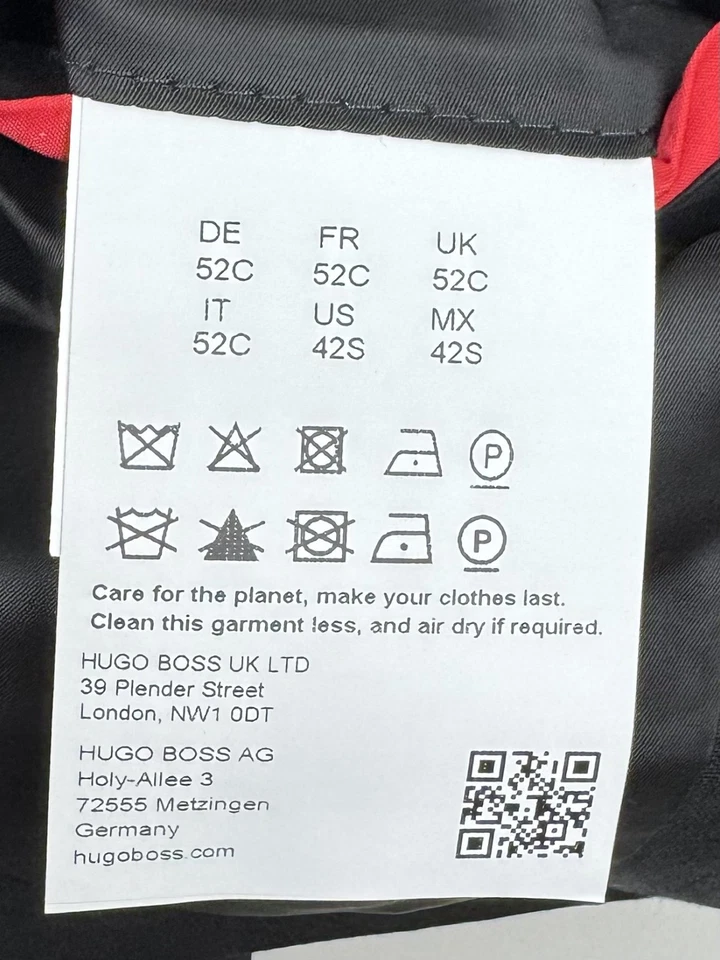 DE FR UK
52C 52C 52C
IT US MX
52C 42S 42S
P
P
Care for the planet, make your clothes last.
Clean this garment less, and air dry if required.
HUGO BOSS UK LTD
39 Plender Street
London, NW1 0DT
HUGO BOSS AG
Holy-Allee 3
72555 Metzingen
Germany
hugoboss.com